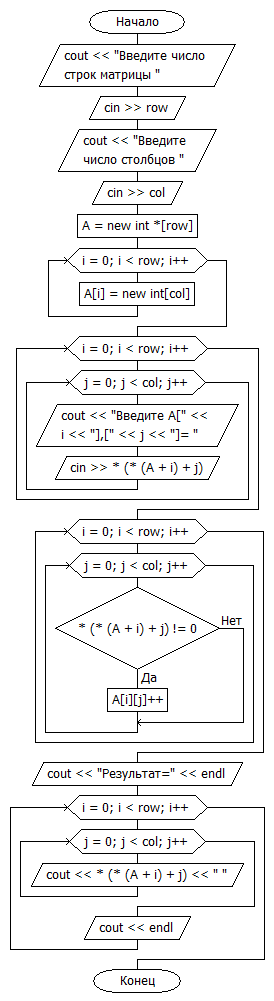 Начало
cout << "Введите число
строк матрицы "
cin >> row
cout << "Введите
число столбцов "
cin >> col
A = new int *[row]
i = 0; i < row; i++
A[i] = new int[col]
i = 0; i < row; i++
j = 0; j < col; j++
cout << "Введите A[" <<
i << "],[" << j << "]= "
cin >> * (* (A + i) + j)
i = 0; i < row; i++
j = 0; j < col; j++
* (* (A + i) + j) != 0
Нет
Да
A[i][j]++
cout << "Результат=" << endl
i = 0; i < row; i++
j = 0; j < col; j++
cout << * (* (A + i) + j) << " "
cout << endl
Конец